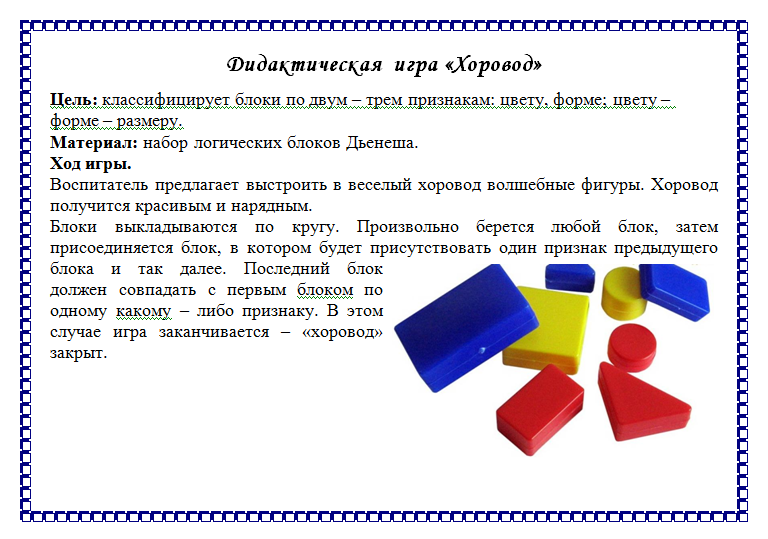 Дидактическая игра «Хоровод»
Цель: классифицирует блоки по двум – трем признакам: цвету, форме; цвету –
форме – размеру.
Материал: набор логических блоков Дьенеша.
Ход игры.
Воспитатель предлагает выстроить в веселый хоровод волшебные фигуры. Хоровод
получится красивым и нарядным.
Блоки выкладываются по кругу. Произвольно берется любой блок, затем
присоединяется блок, в котором будет присутствовать один признак предыдущего
блока и так далее. Последний блок
должен совпадать с первым блоком по
одному какому – либо признаку. В этом
случае игра заканчивается – «хоровод»
закрыт.